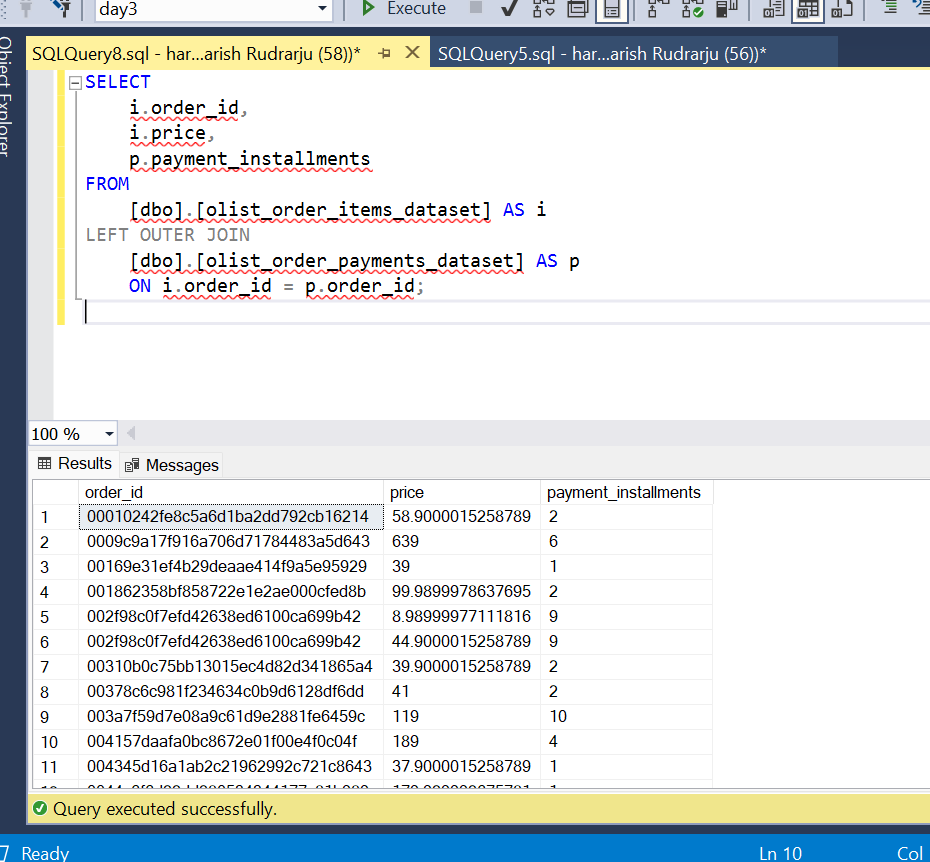 day3 Execute
SQLQuery8.sql - har...arish Rudrarju (58))* SQLQuery5.sql - har...arish Rudrarju (56))*
Object Explorer
SELECT
i.order_id,
i.price,
p.payment_installments
FROM
[dbo].[olist_order_items_dataset] AS i
LEFT OUTER JOIN
[dbo].[olist_order_payments_dataset] AS p
ON i.order_id = p.order_id;
100 %
Results Messages
order_id price payment_installments
1 00010242fe8c5a6d1ba2dd792cb16214 58.9000015258789 2
2 0009c9a17f916a706d71784483a5d643 639 6
3 00169e31ef4b29deaae414f9a5e95929 39 1
4 001862358bf858722e1e2ae000cfed8b 99.9899978637695 2
5 002f98c0f7efd42638ed6100ca699b42 8.98999977111816 9
6 002f98c0f7efd42638ed6100ca699b42 44.9000015258789 9
7 00310b0c75bb13015ec4d82d341865a4 39.9000015258789 2
8 00378c6c981f234634c0b9d6128df6dd 41 2
9 003a7f59d7e08a9c61d9e2881fe6459c 119 10
10 004157daafa0bc8672e01f00e4f0c04f 189 4
11 004345d16a1ab2c21962992c721c8643 37.9000015258789 1
Query executed successfully.
Ready Ln 10 Col